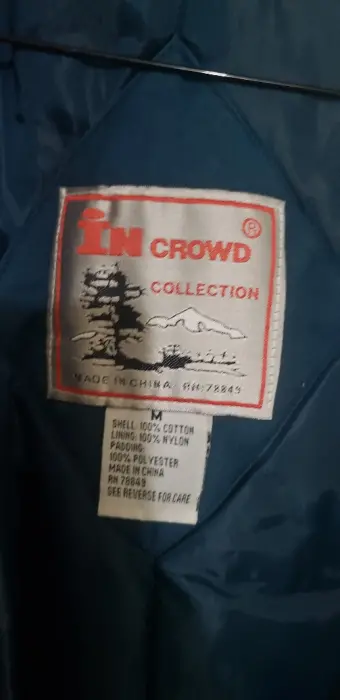 iN CROWD ®
COLLECTION
MADE IN CHINA RN: 78849
M
SHELL: 100% COTTON
LINING: 100% NYLON
PADDING:
100% POLYESTER
MADE IN CHINA
RN 78849
SEE REVERSE FOR CARE